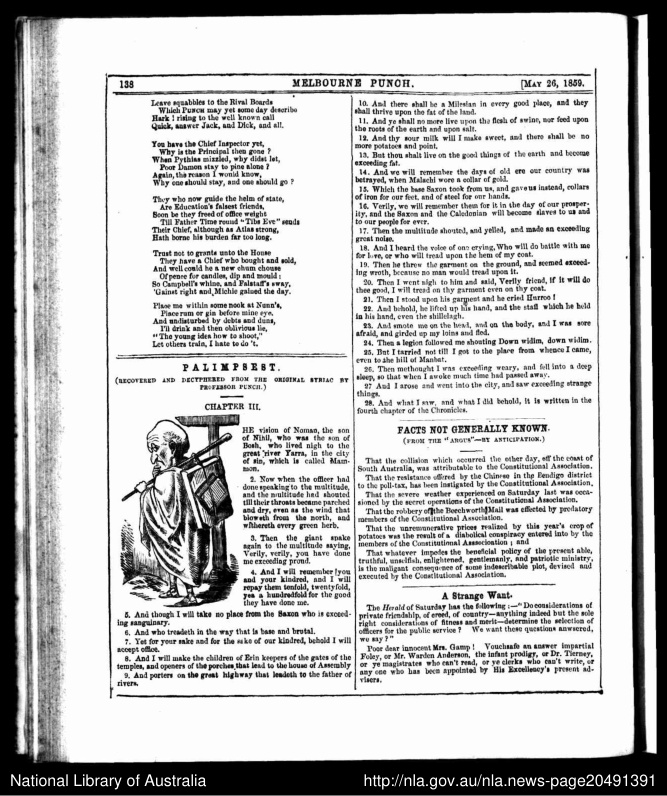 138
MELBOURNE PUNCH.
[MAY 26, 1859.
Leave squabbles to the Rival Boards
Which PUNCH may yet some day describe
Hark ! rising to the well known call
Quick, answer Jack, and Dick, and all.
You have the Chief Inspector yet,
Why is the Principal then gone ?
When Pythias mizzled, why didst let,
Poor Damon stay to pine alone ?
Again, the reason I would know,
Why one should stay, and one should go ?
They who now guide the helm of state,
Are Education's falsest friends,
Soon be they freed of office weight
Till Father Time round "Tibs Eve" sends
Their Chief, although as Atlas strong,
Hath borne his burden far too long.
Trust not to grants unto the House
They have a Chief who bought and sold,
And well could he a new chum chouse
Of pence for candles, dip and mould :
So Campbell's whine, and Falstaff's sway,
'Gainst right and Michie gained the day.
Place me within some nook at Nunn's,
Place rum or gin before mine eye,
And undisturbed by debts and duns,
I'll drink and then oblivious lie,
"The young ides how to shoot,"
Let others train, I hate to do 't.
PALIMPSEST.
(RECOVERED AND DECYPHERED FROM THE ORIGINAL SYRIAC BY
PROFESSOR PUNCH.)
CHAPTER III.
HE vision of Noman, the son
of Nihil, who was the son of
Bosh, who lived nigh to the
great river Yarra, in the city
of sin, which is called Mam-
mon.
2. Now when the officer had
done speaking to the multitude,
and the multitude had shouted
till their throats became parched
and dry, even as the wind that
bloweth from the north, and
withereth every green herb.
3. Then the giant spake
again to the multitude saying,
Verily, verily, you have done
me exceeding proud.
4. And I will remember you
and your kindred, and I will
repay them tenfold, twentyfold,
yea a hundredfold for the good
they have done me.
5. And though I will take no place from the Saxon who is exceed-
ing sanguinary.
6. And who treadeth in the way that is base and brutal.
7. Yet for your sake and for the sake of our kindred, behold I will
accept office.
8. And I will make the children of Erin keepers of the gates of the
temples, and openers of the porches that lead to the house of Assembly
9. And porters on the great highway that leadeth to the father of
rivers.
10. And there shall be a Milesian in every good place, and they
shall thrive upon the fat of the land.
11. And ye shall no more live upon the flesh of swine, nor feed upon
the roots of the earth and upon salt.
12. And thy sour milk will I make sweet, and there shall be no
more potatoes and point.
13. But thou shalt live on the good things of the earth and become
exceeding fat.
14. And we will remember the days of old ere our country was
betrayed, when Malachi wore a collar of gold.
15. Which the base Saxon took from us, and gave us instead, collars
of iron for our feet, and of steel for our hands.
16. Verily, we will remember them for it in the day of our prosper-
ity, and the Saxon and the Caledonian will become slaves to us and
to our people for ever.
17. Then the multitude shouted, and yelled, and made an exceeding
great noise.
18. And I heard the voice of one crying, Who will do battle with me
for love, or who will tread upon the hem of my coat.
19. Then he threw the garment on the ground, and seemed exceed-
ing wroth, because no man would tread upon it.
20. Then I went nigh to him and said, Verily friend, if it will do
thee good, I will tread on thy garment even on thy coat.
21. Then I stood upon his garment and he cried Hurroo !
22. And behold, he lifted up his hand, and the staff which he held
in his hand, even the shillelagh.
23. And smote me on the head, and on the body, and I was sore
afraid, and girded up my loins and fled.
24. Then a legion followed me shouting Down widim, down widim.
25. But I tarried not till I got to the place from whence I came,
even to the hill of Manbat.
26. Then methought I was exceeding weary, and fell into a deep
sleep, so that when I awoke much time had passed away.
27 And I arose and went into the city, and saw exceeding strange
things.
28. And what I saw, and what I did behold, it is written in the
fourth chapter of the Chronicles.
FACTS NOT GENERALLY KNOWN.
(FROM THE "ARGUS"—BY ANTICIPATION.)
That the collision which occurred the other day, off the coast of
South Australia, was attributable to the Constitutional Association.
That the resistance offered by the Chinese in the Bendigo district
to the poll-tax, has been instigated by the Constitutional Association.
That the severe weather experienced on Saturday last was occa-
sioned by the secret operations of the Constitutional Association.
That the robbery of the Beechworth Mail was effected by predatory
members of the Constitutional Association.
That the unremunerative prices realized by this year's crop of
potatoes was the result of a diabolical conspiracy entered into by the
members of the Constitutional Association ; and
That whatever impedes the beneficial policy of the present able,
truthful, unselfish, enlightened, gentlemanly, and patriotic ministry,
is the malignant consequence of some indescribable plot, devised and
executed by the Constitutional Association.
A Strange Want.
The Herald of Saturday has the following :—"Do considerations of
private friendship, of creed, of country—anything indeed but the sole
right considerations of fitness and merit—determine the selection of
officers for the public service ? We want these questions answered,
we say ?"
Poor dear innocent Mrs. Gamp ! Vouchsafe an answer impartial
Foley, or Mr. Warden Anderson, the infant prodigy, or Dr. Tierney,
or ye magistrates who can't read, or ye clerks who can't write, or
any one who has been appointed by His Excellency's present ad-
visers.
National Library of Australia
http://nla.gov.au/nla.news-page20491391